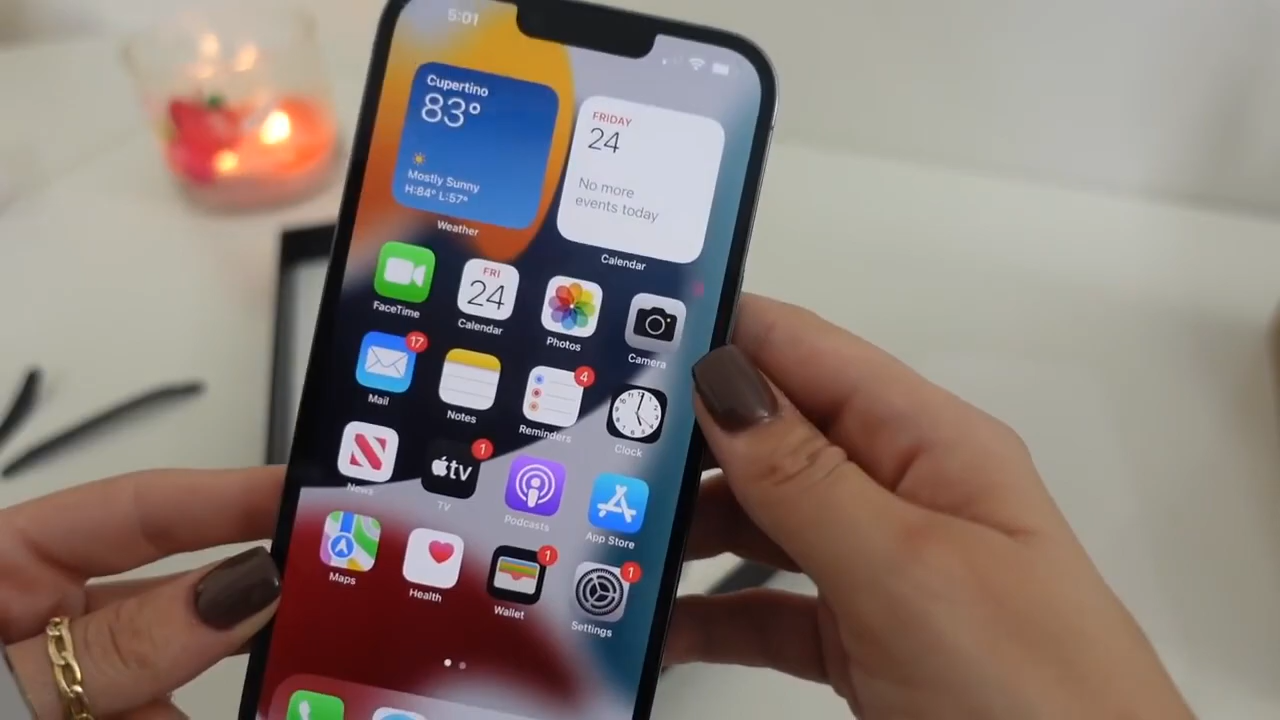 5:01
Cupertino
83°
Mostly Sunny
H:84° L:57°
Weather
FRIDAY
24
No more
events today
Calendar
FaceTime
FRI
24
Calendar
Photos
Camera
17
Mail
Notes
4
Reminders
Clock
News
1
tv
TV
Podcasts
App Store
Maps
Health
1
Wallet
1
Settings